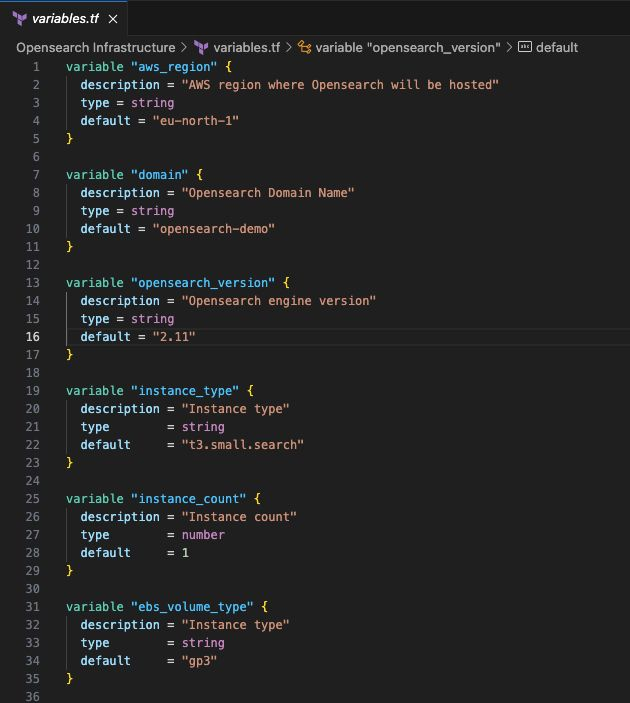 variables.tf ×
Opensearch Infrastructure > variables.tf > variable "opensearch_version" > abc default
1 variable "aws_region" {
2   description = "AWS region where Opensearch will be hosted"
3   type = string
4   default = "eu-north-1"
5 }
6
7 variable "domain" {
8   description = "Opensearch Domain Name"
9   type = string
10   default = "opensearch-demo"
11 }
12
13 variable "opensearch_version" {
14   description = "Opensearch engine version"
15   type = string
16   default = "2.11"
17 }
18
19 variable "instance_type" {
20   description = "Instance type"
21   type        = string
22   default     = "t3.small.search"
23 }
24
25 variable "instance_count" {
26   description = "Instance count"
27   type        = number
28   default     = 1
29 }
30
31 variable "ebs_volume_type" {
32   description = "Instance type"
33   type        = string
34   default     = "gp3"
35 }
36